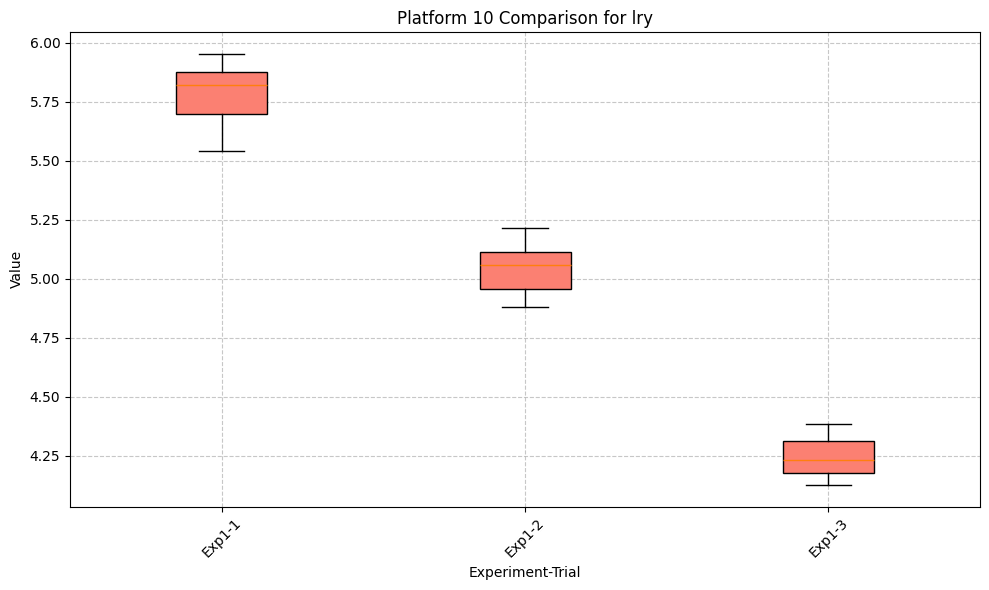 Platform 10 Comparison for lry
6.00
5.75
5.50
5.25
5.00
4.75
4.50
4.25
Value
Exp1-1
Exp1-2
Exp1-3
Experiment-Trial